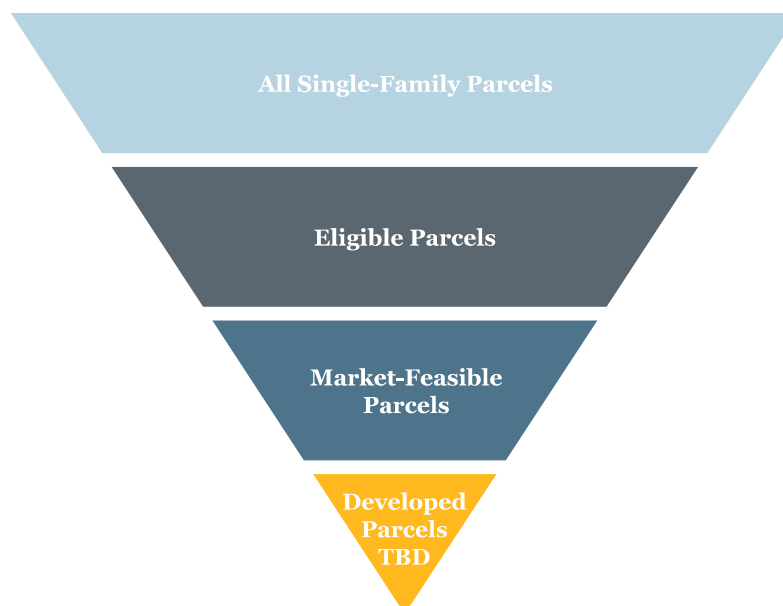 All Single-Family Parcels
Eligible Parcels
Market-Feasible
Parcels
Developed
Parcels
TBD